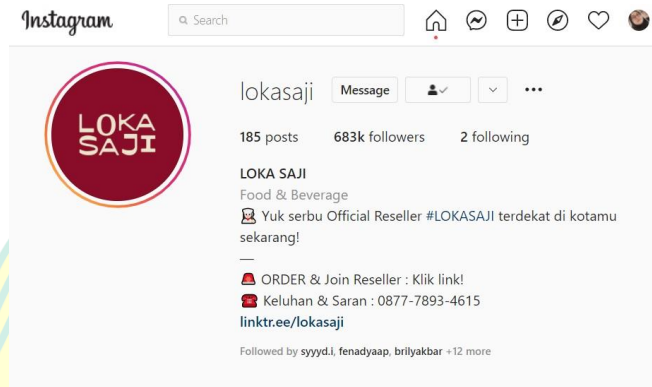 Instagram
Search
LOKA
SAJI
lokasaji Message
185 posts 683k followers 2 following
LOKA SAJI
Food & Beverage
Yuk serbu Official Reseller #LOKASAJI terdekat di kotamu
sekarang!
—
ORDER & Join Reseller : Klik link!
Keluhan & Saran : 0877-7893-4615
linktr.ee/lokasaji
Followed by syyyd.i, fenadyaap, brilyakbar +12 more